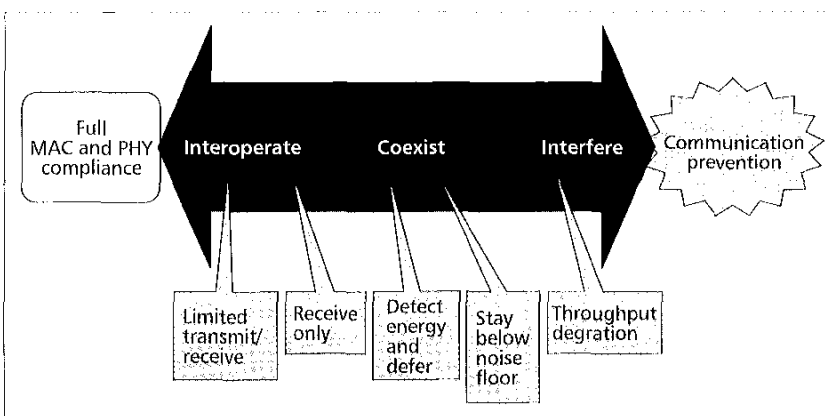 Full
MAC and PHY
compliance
Interoperate
Coexist
Interfere
Communication
prevention
Limited
transmit/
receive
Receive
only
Detect
energy
and
defer
Stay
below
noise
floor
Throughput
degration